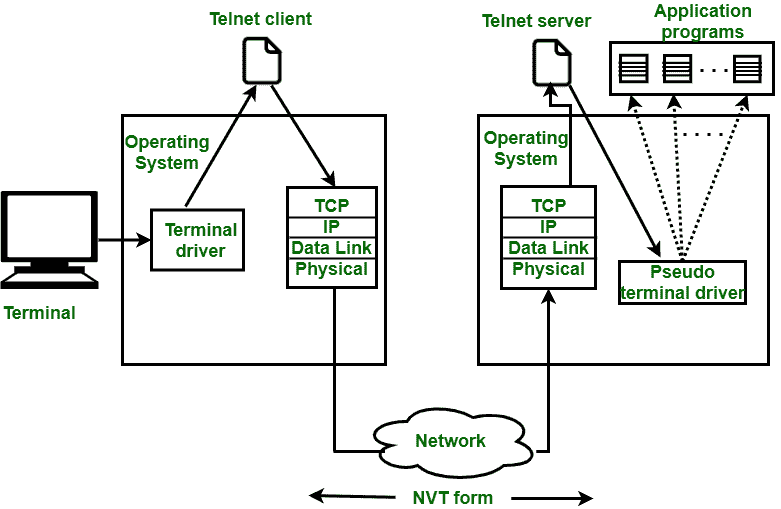 Telnet client
Telnet server
Application
programs
Operating
System
Operating
System
Terminal
driver
TCP
IP
Data Link
Physical
TCP
IP
Data Link
Physical
Pseudo
terminal driver
Terminal
Network
NVT form